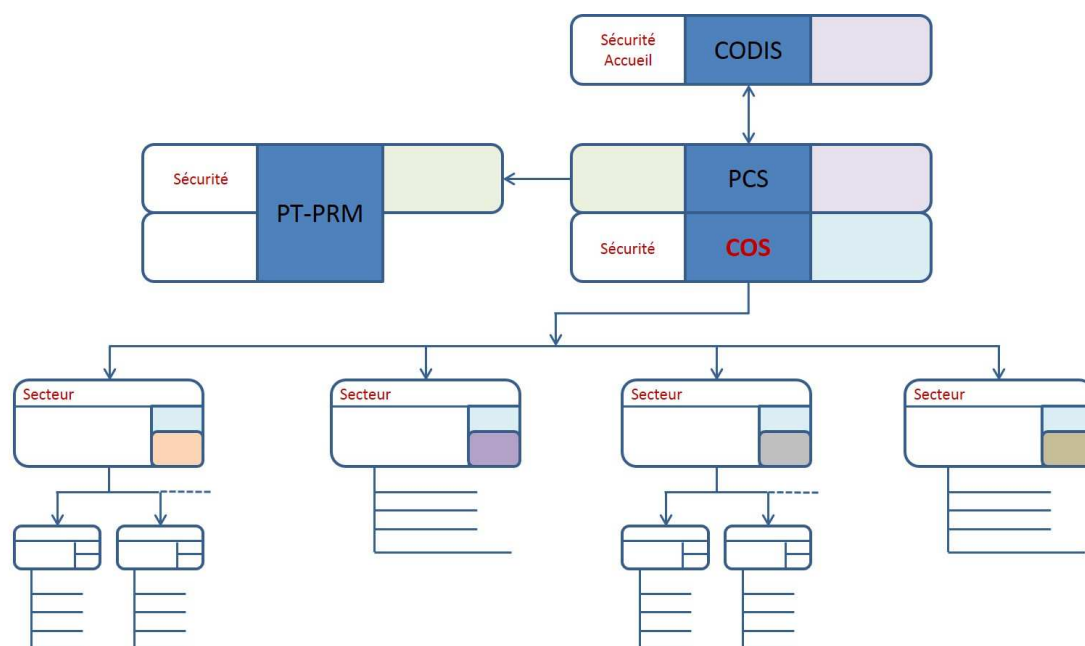 Sécurité
Accueil
CODIS
Sécurité
PT-PRM
PCS
Sécurité
COS
Secteur
Secteur
Secteur
Secteur